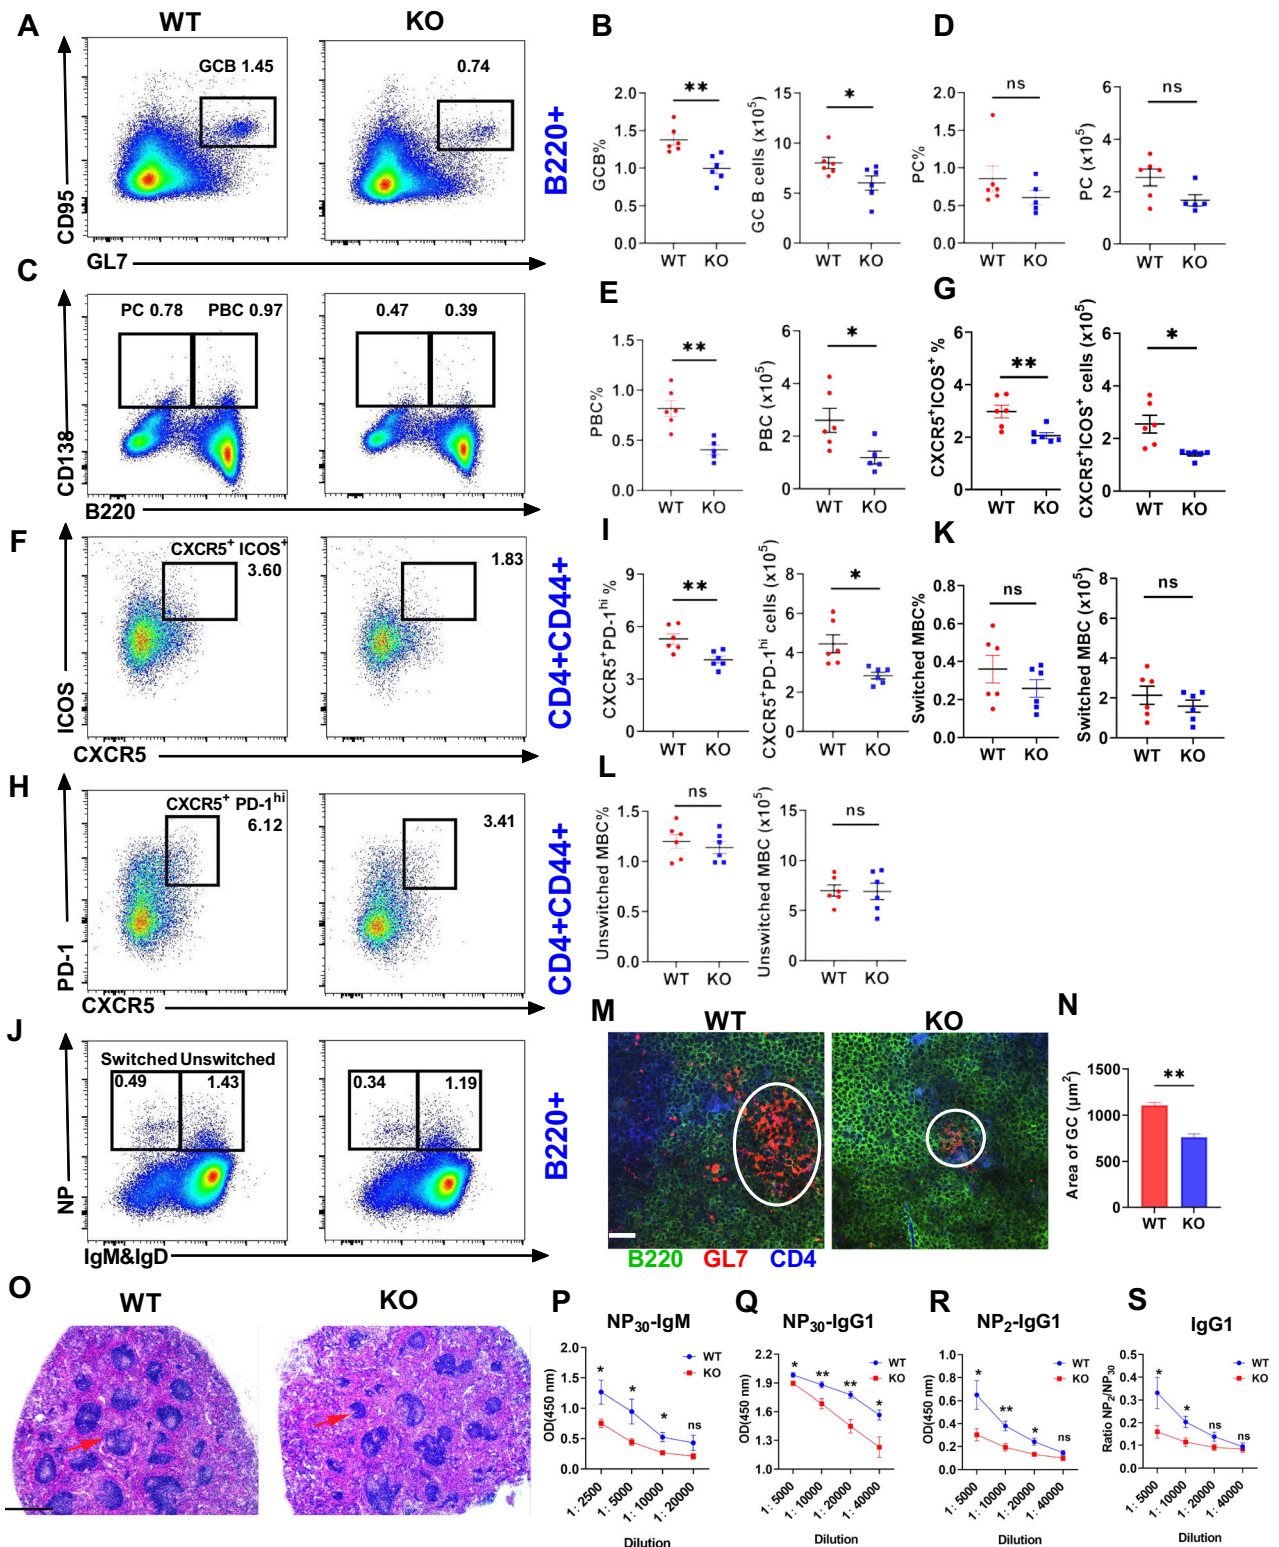 A
WT
KO
GCB 1.45
0.74
CD95
GL7
B220+
B
GCB%
2.0
1.5
1.0
0.5
0.0
**
WT KO
GC B cells (x10⁵)
15
10
5
0
*
WT KO
D
PC%
2.0
1.5
1.0
0.5
0.0
ns
WT KO
PC (x10⁵)
6
4
2
0
ns
WT KO
C
PC 0.78 PBC 0.97
0.47 0.39
CD138
B220
E
PBC%
1.5
1.0
0.5
0.0
**
WT KO
PBC (x10⁵)
6
4
2
0
*
WT KO
G
CXCR5⁺ICOS⁺ %
6
4
2
0
**
WT KO
CXCR5⁺ICOS⁺ cells (x10⁵)
6
4
2
0
*
WT KO
F
CXCR5⁺ ICOS⁺
3.60
1.83
ICOS
CXCR5
CD4+CD44+
I
CXCR5⁺PD-1ʰⁱ %
9
6
3
0
**
WT KO
CXCR5⁺PD-1ʰⁱ cells (x10⁵)
8
6
4
2
0
*
WT KO
K
Switched MBC%
0.8
0.6
0.4
0.2
0.0
ns
WT KO
Switched MBC (x10⁵)
8
6
4
2
0
ns
WT KO
H
CXCR5⁺ PD-1ʰⁱ
6.12
3.41
PD-1
CXCR5
CD4+CD44+
L
Unswitched MBC%
1.5
1.0
0.5
0.0
ns
WT KO
Unswitched MBC (x10⁵)
15
10
5
0
ns
WT KO
J
Switched Unswitched
0.49 1.43
0.34 1.19
NP
IgM&IgD
B220+
M
WT
KO
B220 GL7 CD4
N
Area of GC (µm²)
1500
1000
500
0
**
WT KO
O
WT
KO
P
NP₃₀-IgM
OD(450 nm)
2.0
1.5
1.0
0.5
0.0
WT
KO
*
*
*
ns
1: 2500
1: 5000
1: 10000
1: 20000
Dilution
Q
NP₃₀-IgG1
OD(450 nm)
2.2
1.9
1.6
1.3
1.0
WT
KO
*
**
**
*
1: 5000
1: 10000
1: 20000
1: 40000
Dilution
R
NP₂-IgG1
OD(450 nm)
1.0
0.8
0.6
0.4
0.2
0.0
WT
KO
*
**
*
ns
1: 5000
1: 10000
1: 20000
1: 40000
Dilution
S
IgG1
Ratio NP₂/NP₃₀
0.5
0.4
0.3
0.2
0.1
0.0
WT
KO
*
*
ns
ns
1: 5000
1: 10000
1: 20000
1: 40000
Dilution